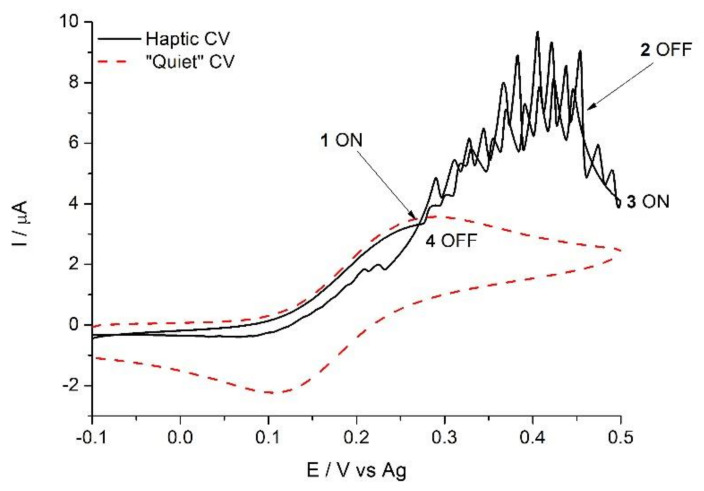 10
8
6
4
2
0
-2
I / μA
Haptic CV
"Quiet" CV
2 OFF
1 ON
3 ON
4 OFF
-0.1 0.0 0.1 0.2 0.3 0.4 0.5
E / V vs Ag